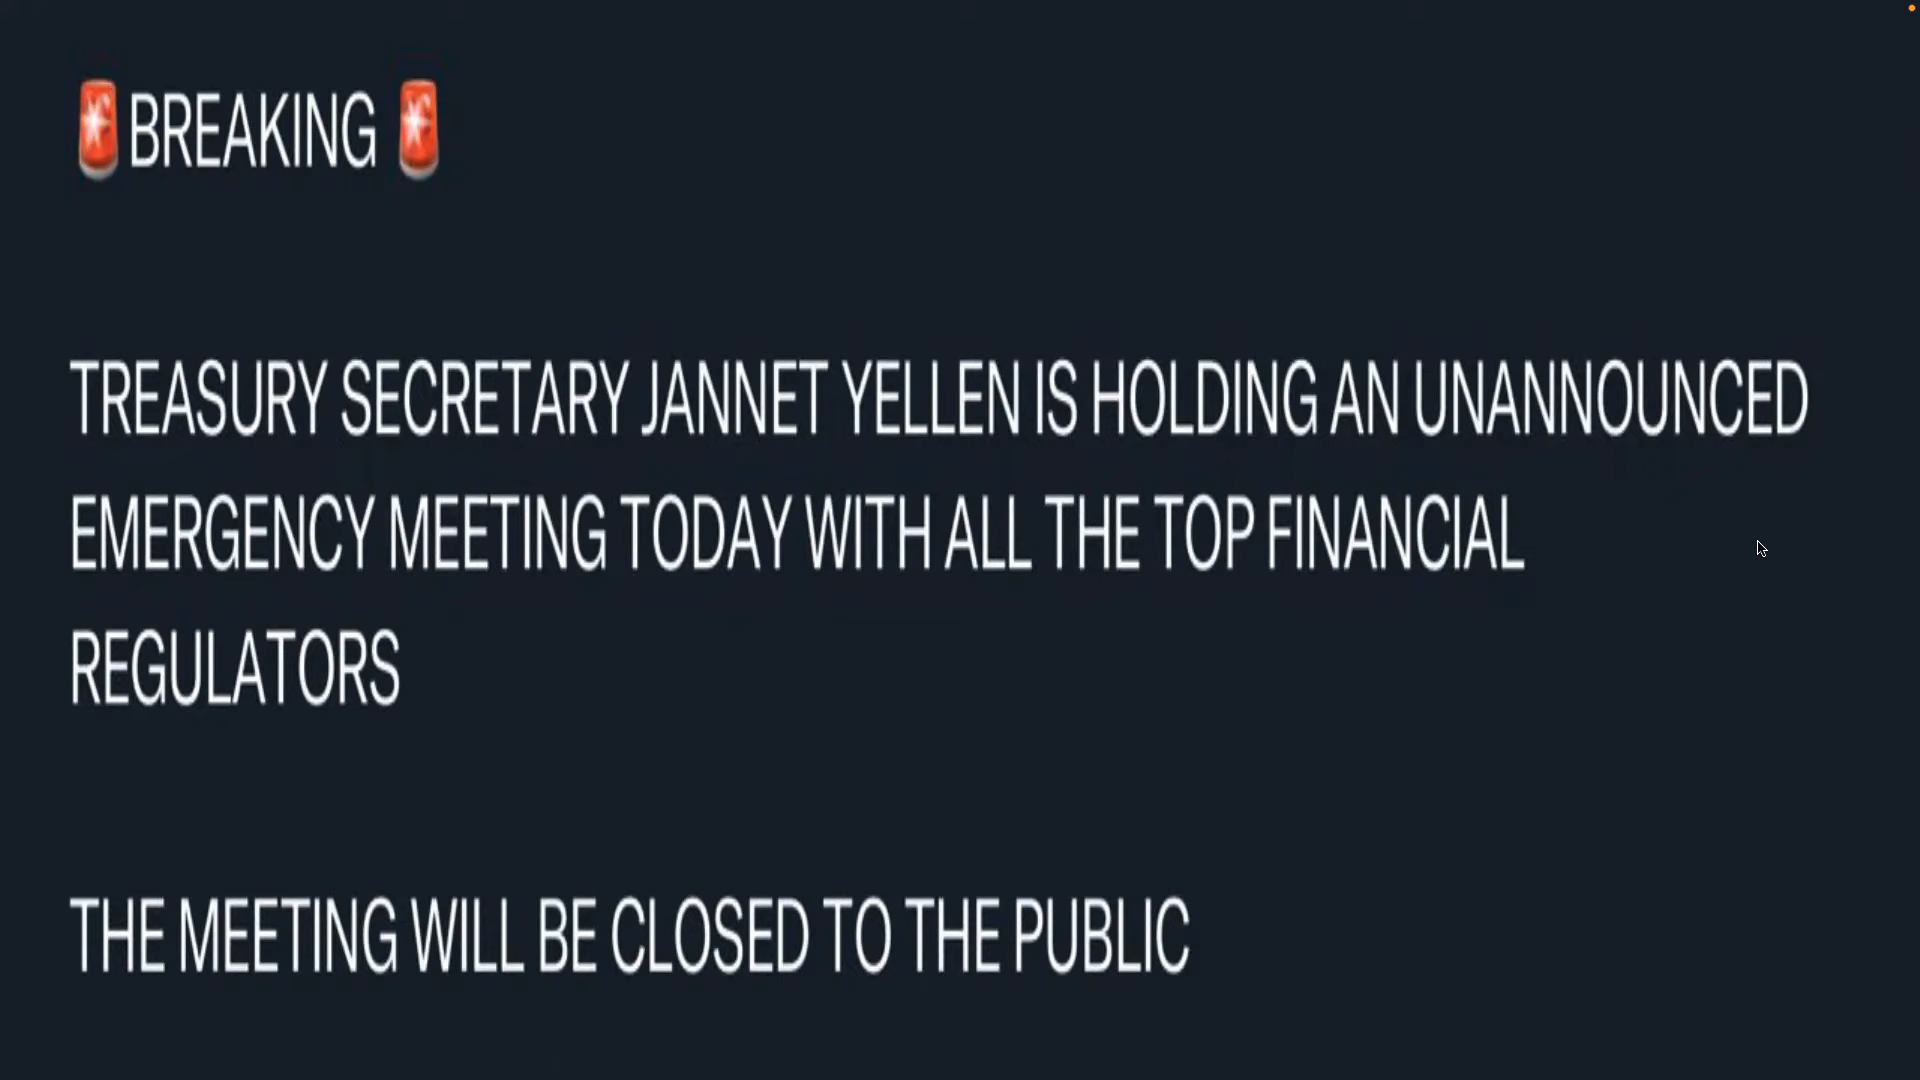 🚨BREAKING 🚨
TREASURY SECRETARY JANNET YELLEN IS HOLDING AN UNANNOUNCED
EMERGENCY MEETING TODAY WITH ALL THE TOP FINANCIAL
REGULATORS
THE MEETING WILL BE CLOSED TO THE PUBLIC